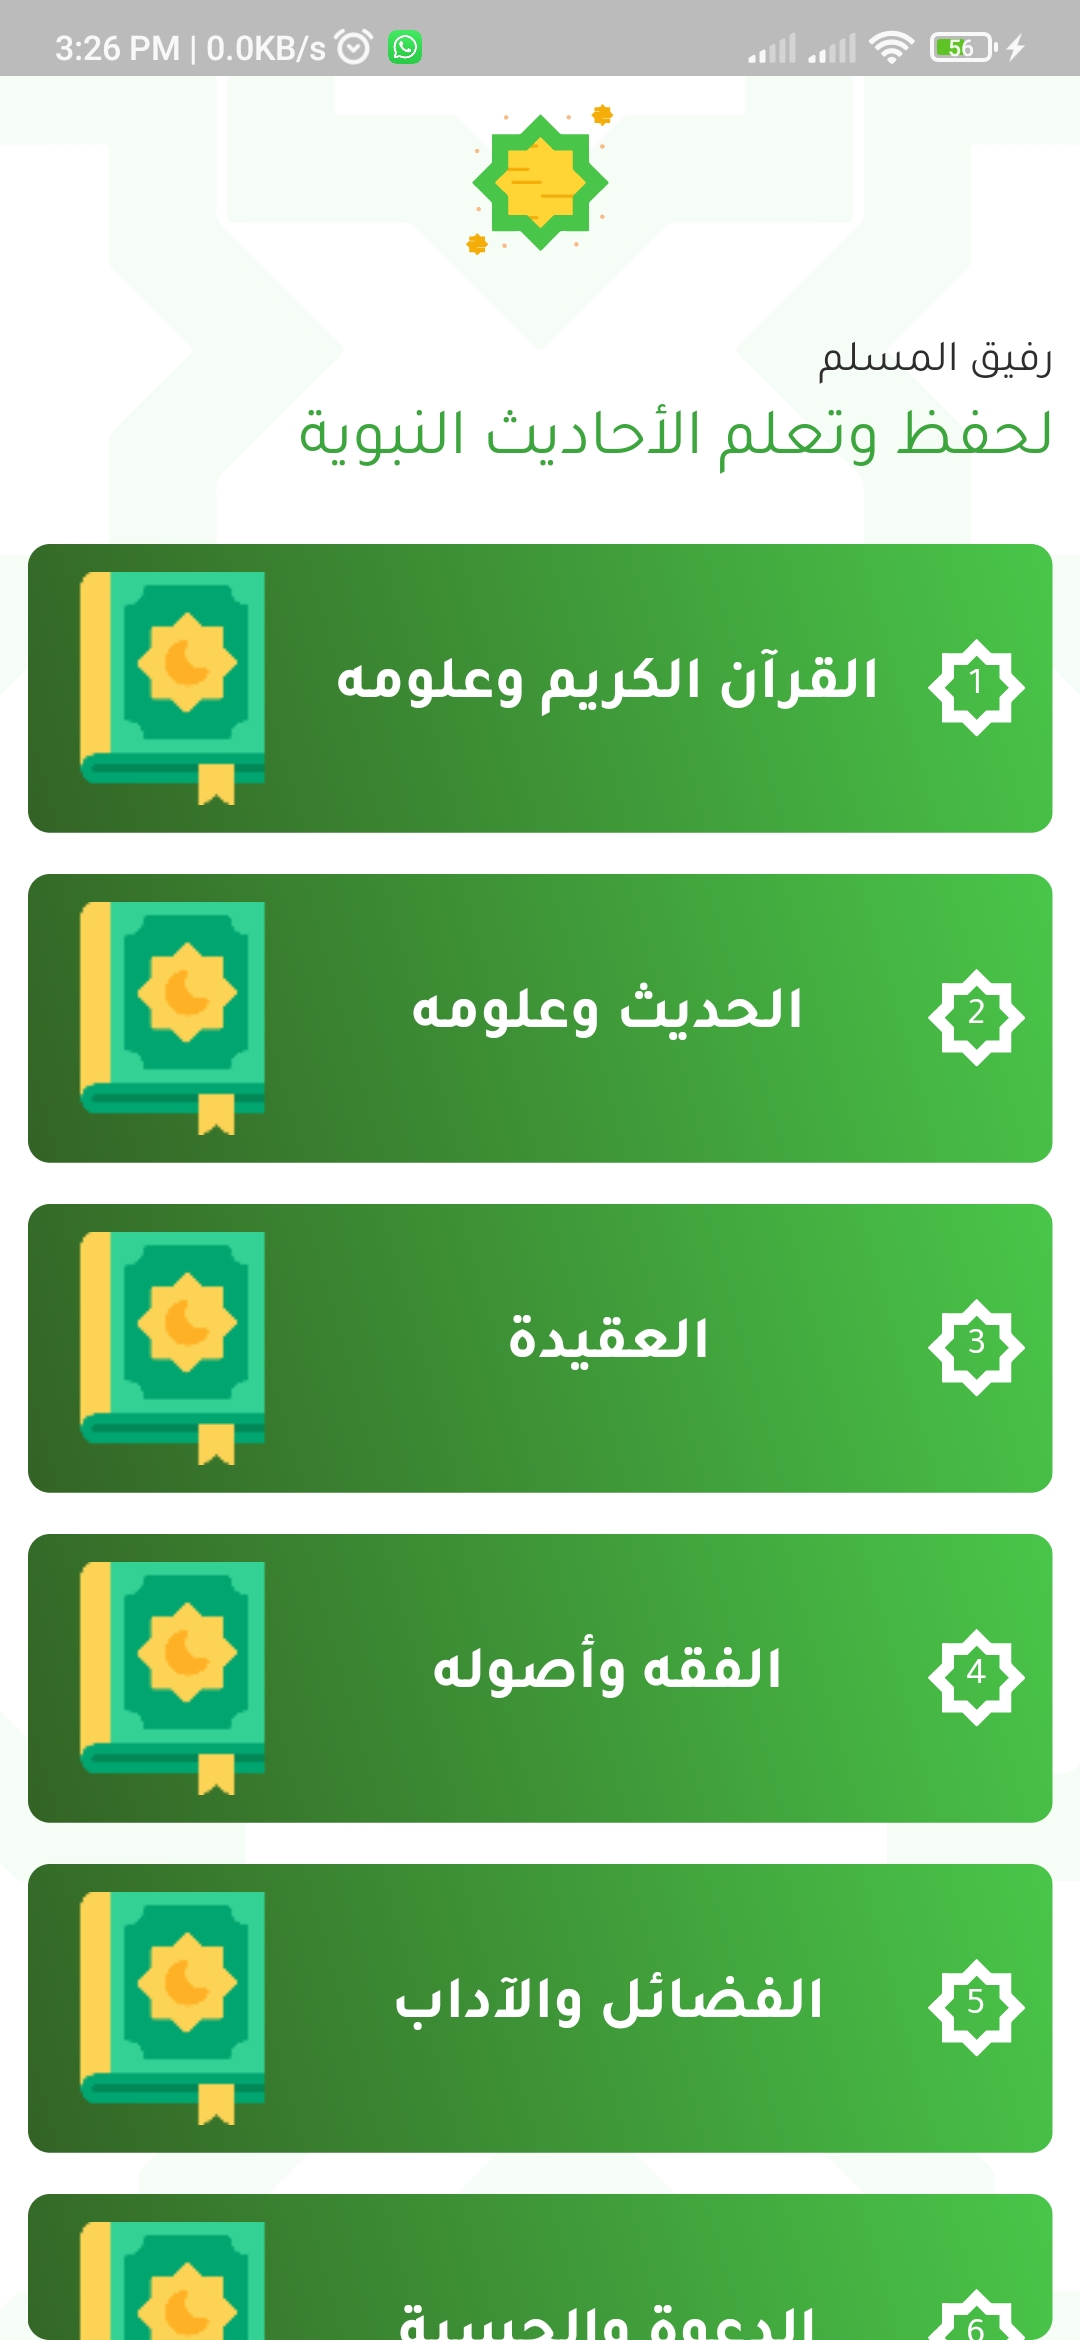 3:26 PM | 0.0KB/s
56
رفيق المسلم
لحفظ وتعلم الأحاديث النبوية
1
القرآن الكريم وعلومه
2
الحديث وعلومه
3
العقيدة
4
الفقه وأصوله
5
الفضائل والآداب
6
الدعوة والحسبة